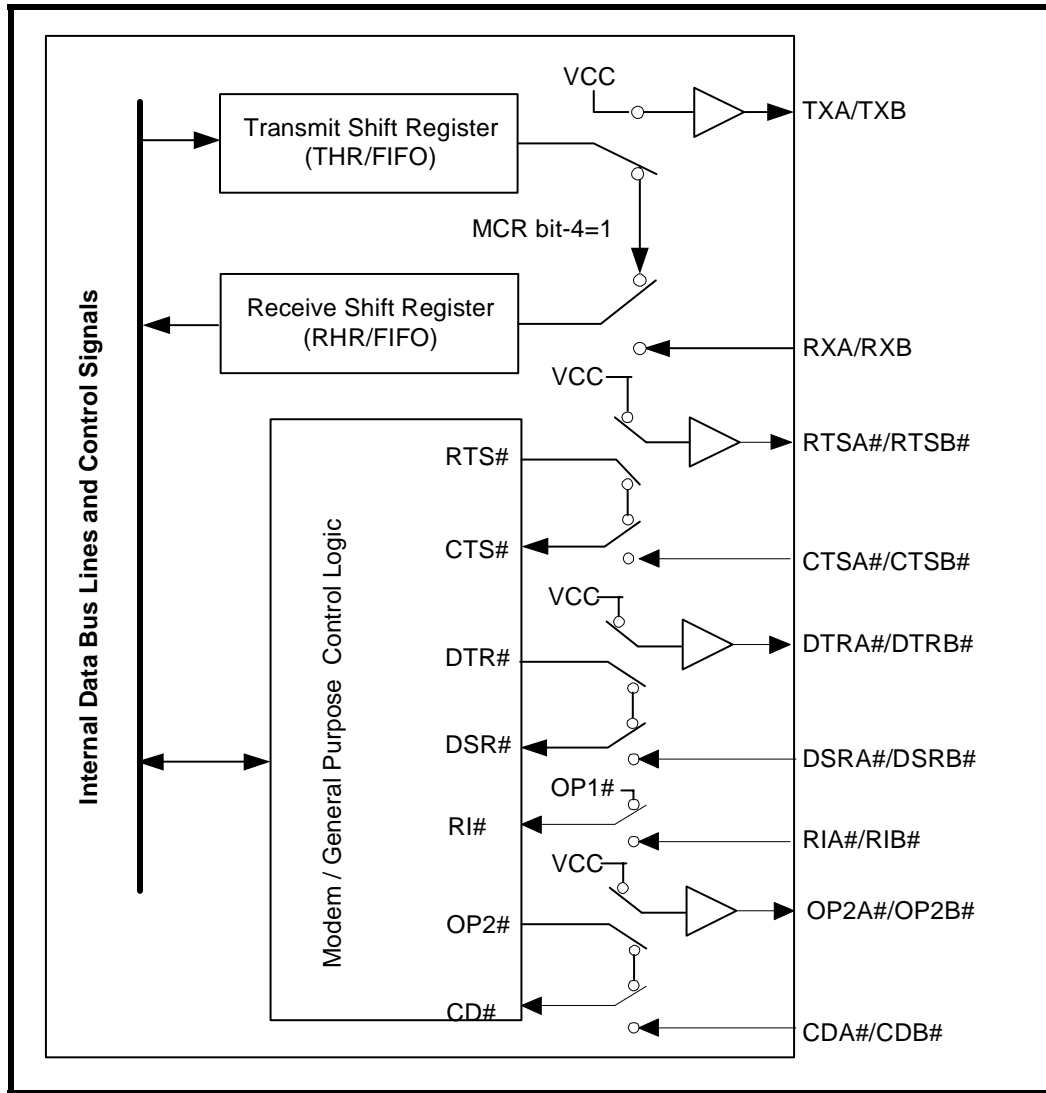 VCC
TXA/TXB
Transmit Shift Register
(THR/FIFO)
MCR bit-4=1
Receive Shift Register
(RHR/FIFO)
RXA/RXB
Internal Data Bus Lines and Control Signals
VCC
RTSA#/RTSB#
RTS#
CTS#
CTSA#/CTSB#
Modem / General Purpose Control Logic
VCC
DTRA#/DTRB#
DTR#
DSR#
DSRA#/DSRB#
OP1#
RI#
RIA#/RIB#
VCC
OP2A#/OP2B#
OP2#
CD#
CDA#/CDB#